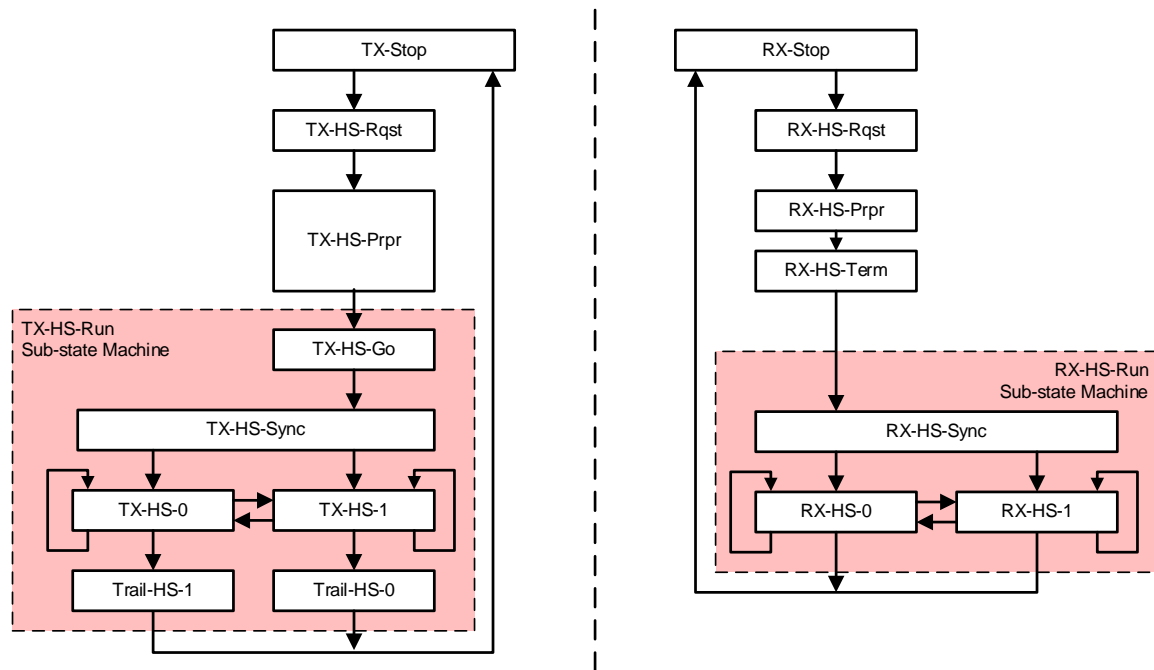 TX-Stop
TX-HS-Rqst
TX-HS-Prpr
TX-HS-Run
Sub-state Machine
TX-HS-Go
TX-HS-Sync
TX-HS-0
TX-HS-1
Trail-HS-1
Trail-HS-0
RX-Stop
RX-HS-Rqst
RX-HS-Prpr
RX-HS-Term
RX-HS-Run
Sub-state Machine
RX-HS-Sync
RX-HS-0
RX-HS-1